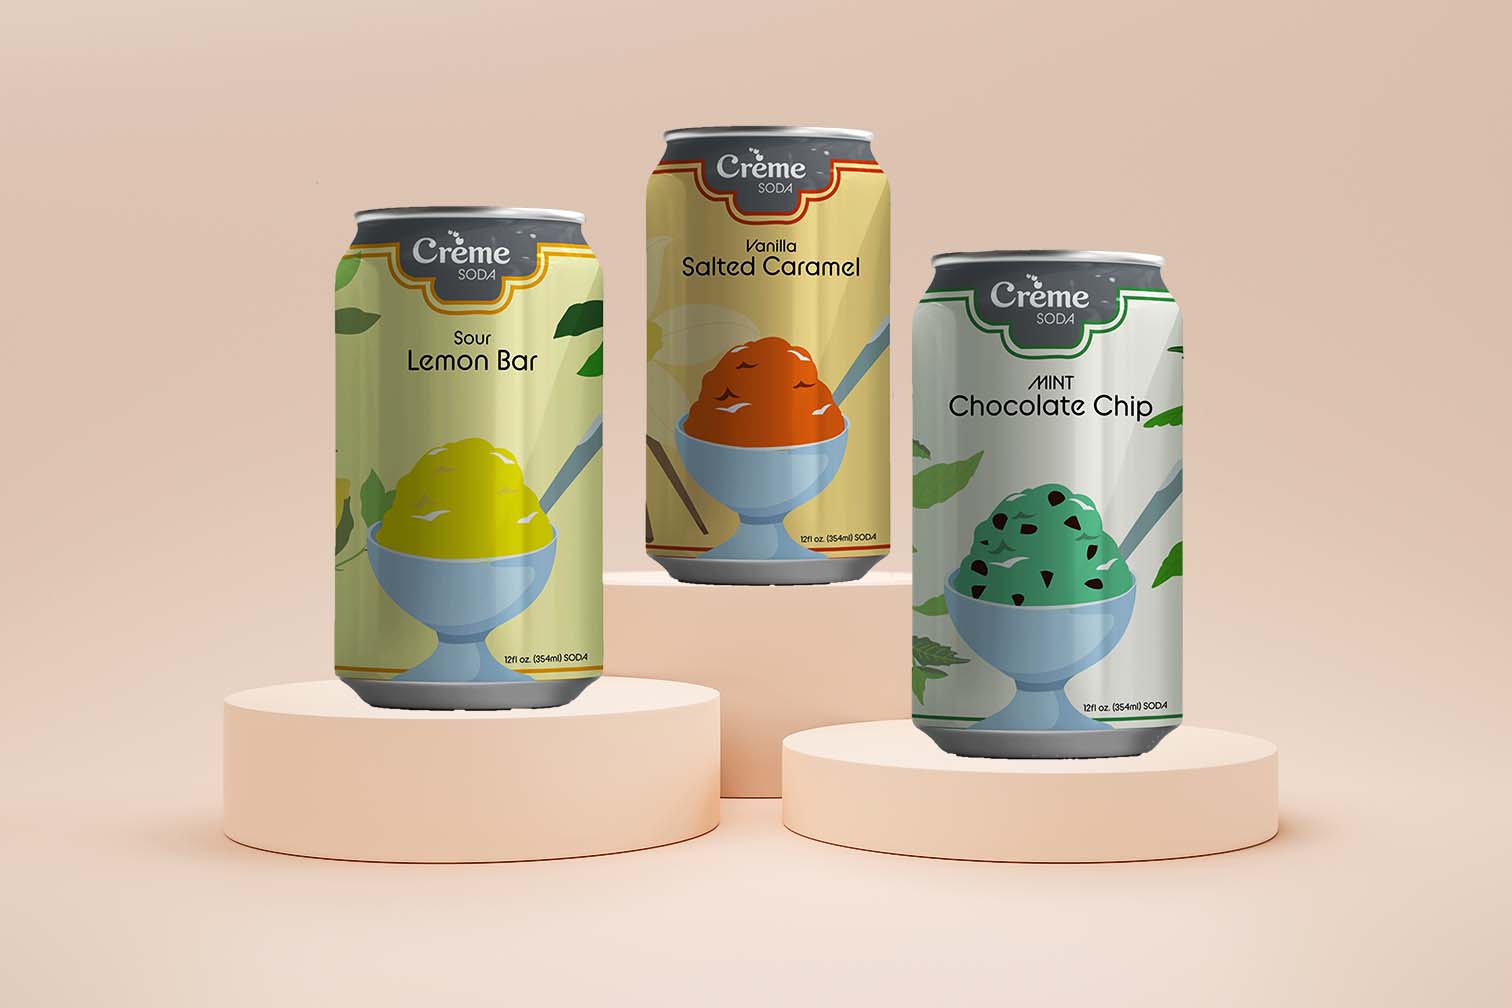 Crème
SODA
Sour
Lemon Bar
12fl oz. (354ml) SODA
Crème
SODA
Vanilla
Salted Caramel
12fl oz. (354ml) SODA
Crème
SODA
MINT
Chocolate Chip
12fl oz. (354ml) SODA